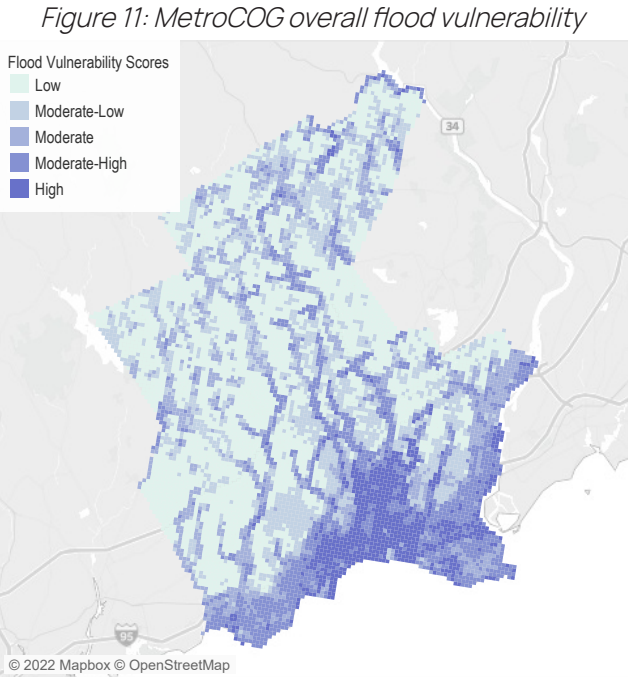 Figure 11: MetroCOG overall flood vulnerability
Flood Vulnerability Scores
Low
Moderate-Low
Moderate
Moderate-High
High
34
95
© 2022 Mapbox © OpenStreetMap